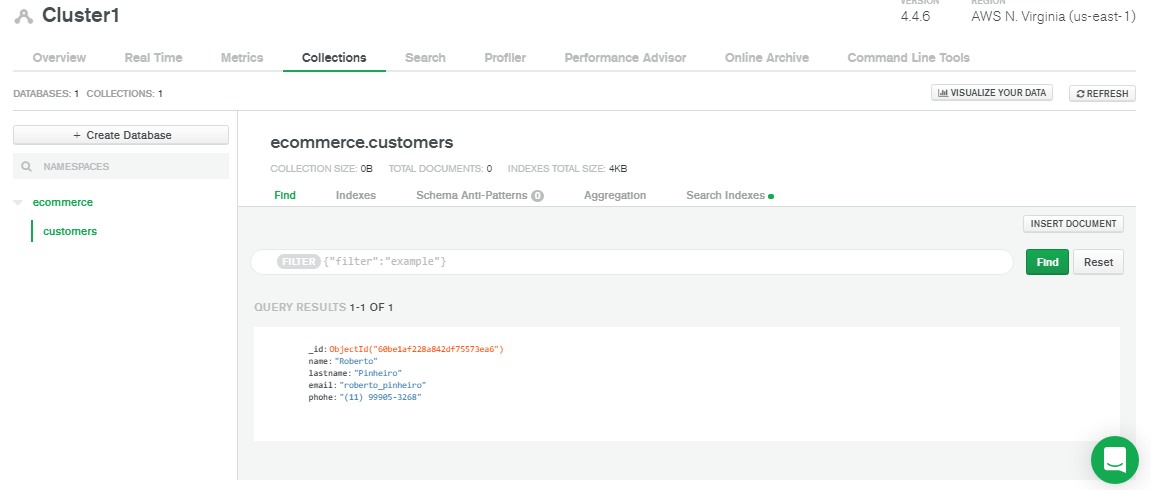 Cluster1
VERSION
4.4.6
REGION
AWS N. Virginia (us-east-1)
Overview Real Time Metrics Collections Search Profiler Performance Advisor Online Archive Command Line Tools
DATABASES: 1 COLLECTIONS: 1
VISUALIZE YOUR DATA
REFRESH
+ Create Database
NAMESPACES
ecommerce
customers
ecommerce.customers
COLLECTION SIZE: 0B TOTAL DOCUMENTS: 0 INDEXES TOTAL SIZE: 4KB
Find Indexes Schema Anti-Patterns 0 Aggregation Search Indexes
INSERT DOCUMENT
FILTER {"filter":"example"}
Find
Reset
QUERY RESULTS 1-1 OF 1
_id: ObjectId("60be1af228a842df75573ea6")
name: "Roberto"
lastname: "Pinheiro"
email: "roberto_pinheiro"
phohe: "(11) 99905-3268"